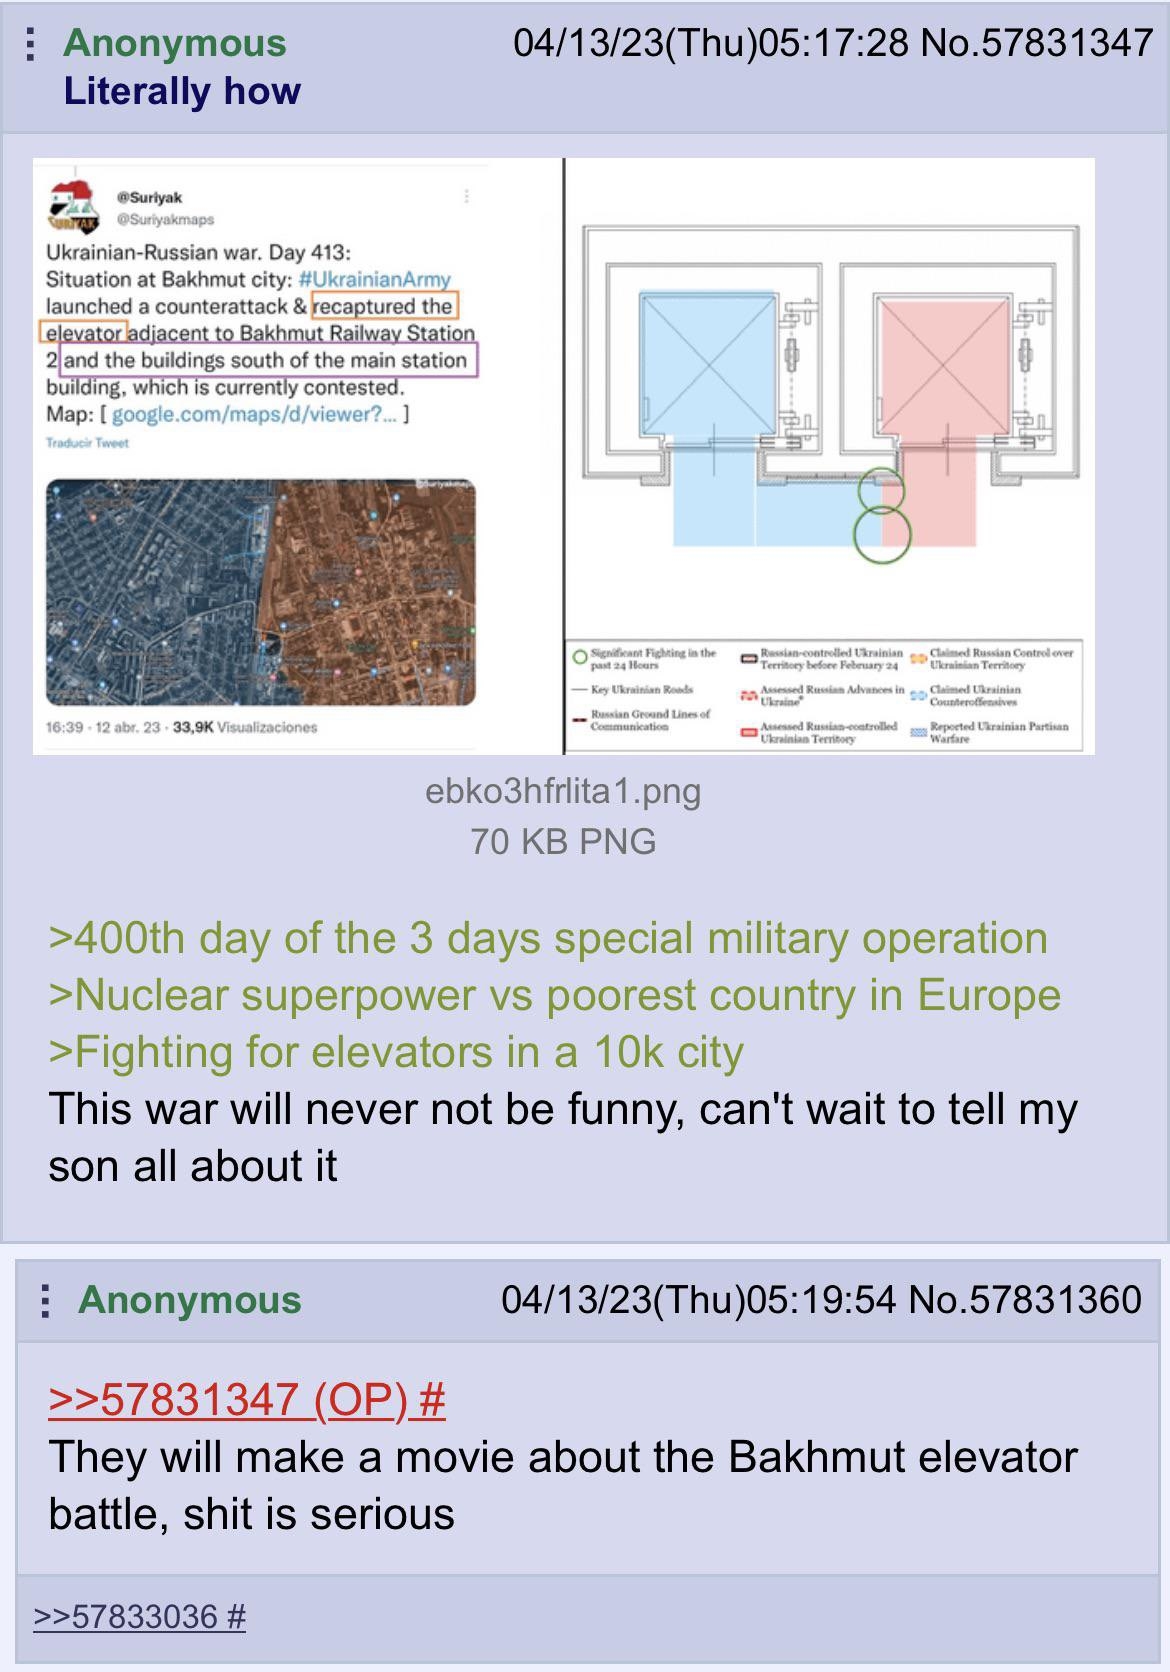 Anonymous 04/13/23(Thu)05:17:28 No.57831347
Literally how
@Suriyak
@Suriyakmaps
Ukrainian-Russian war. Day 413:
Situation at Bakhmut city: #UkrainianArmy
launched a counterattack & recaptured the
elevator adjacent to Bakhmut Railway Station
2 and the buildings south of the main station
building, which is currently contested.
Map: [ google.com/maps/d/viewer?... ]
Traducir Tweet
16:39 · 12 abr. 23 · 33,9K Visualizaciones
Significant Fighting in the
past 24 Hours
Key Ukrainian Roads
Russian Ground Lines of
Communication
Russian-controlled Ukrainian
Territory before February 24
Assessed Russian Advances in
Ukraine*
Assessed Russian-controlled
Ukrainian Territory
Claimed Russian Control over
Ukrainian Territory
Claimed Ukrainian
Counteroffensives
Reported Ukrainian Partisan
Warfare
ebko3hfrlita1.png
70 KB PNG
>400th day of the 3 days special military operation
>Nuclear superpower vs poorest country in Europe
>Fighting for elevators in a 10k city
This war will never not be funny, can't wait to tell my
son all about it
Anonymous 04/13/23(Thu)05:19:54 No.57831360
>>57831347 (OP) #
They will make a movie about the Bakhmut elevator
battle, shit is serious
>>57833036 #